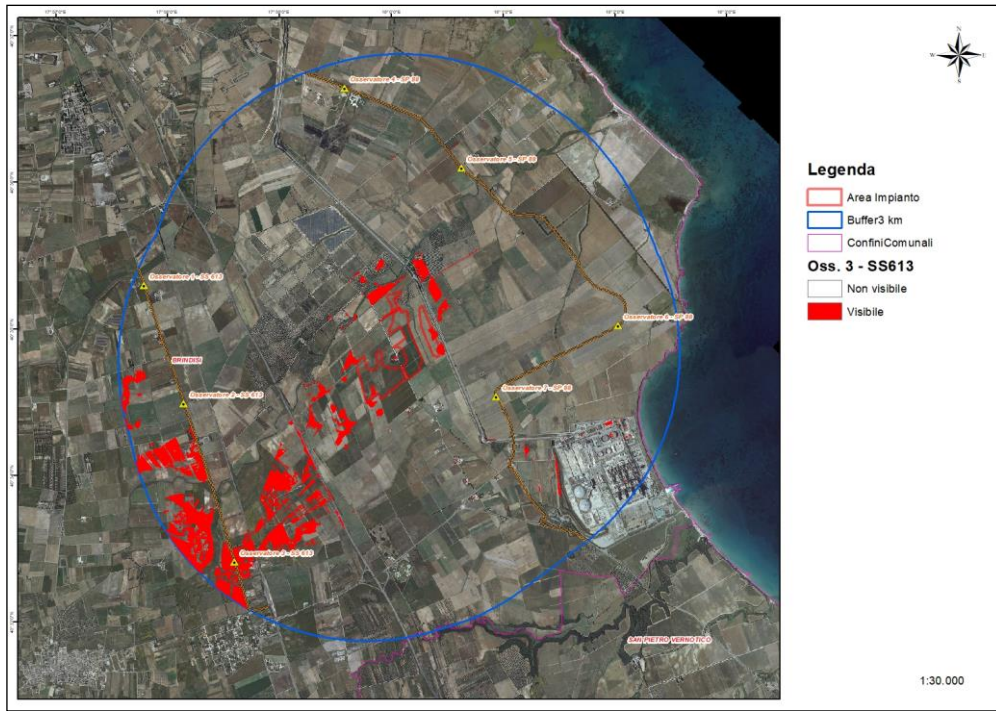 N
W E
S
Osservatore 4 - SP 88
Osservatore 5 - SP 88
Osservatore 1 - SS 613
Osservatore 6 - SP 88
BRINDISI
Osservatore 7 - SP 88
Osservatore 2 - SS 613
Osservatore 3 - SS 613
SAN PIETRO VERNOTICO
Legenda
Area Impianto
Buffer3 km
ConfiniComunali
Oss. 3 - SS613
Non visibile
Visibile
1:30.000